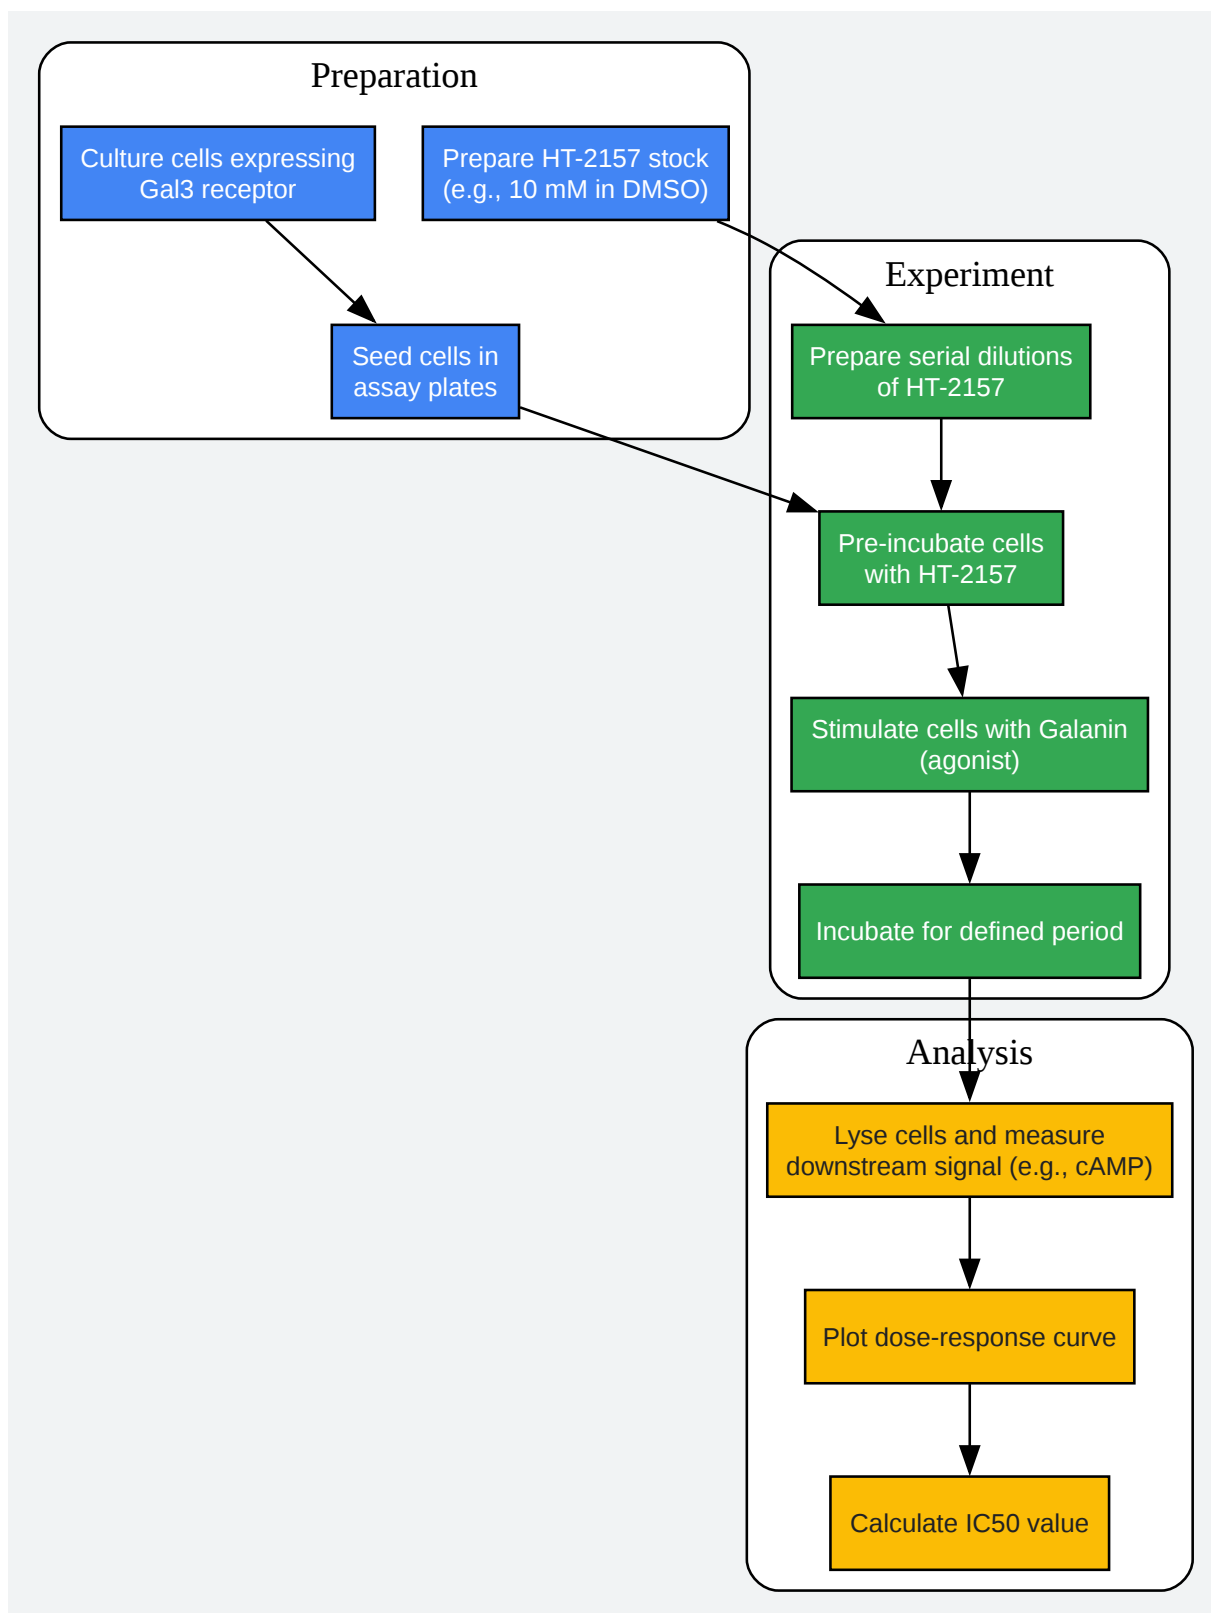 Preparation
Culture cells expressing
Gal3 receptor
Prepare HT-2157 stock
(e.g., 10 mM in DMSO)
Seed cells in
assay plates
Experiment
Prepare serial dilutions
of HT-2157
Pre-incubate cells
with HT-2157
Stimulate cells with Galanin
(agonist)
Incubate for defined period
Analysis
Lyse cells and measure
downstream signal (e.g., cAMP)
Plot dose-response curve
Calculate IC50 value